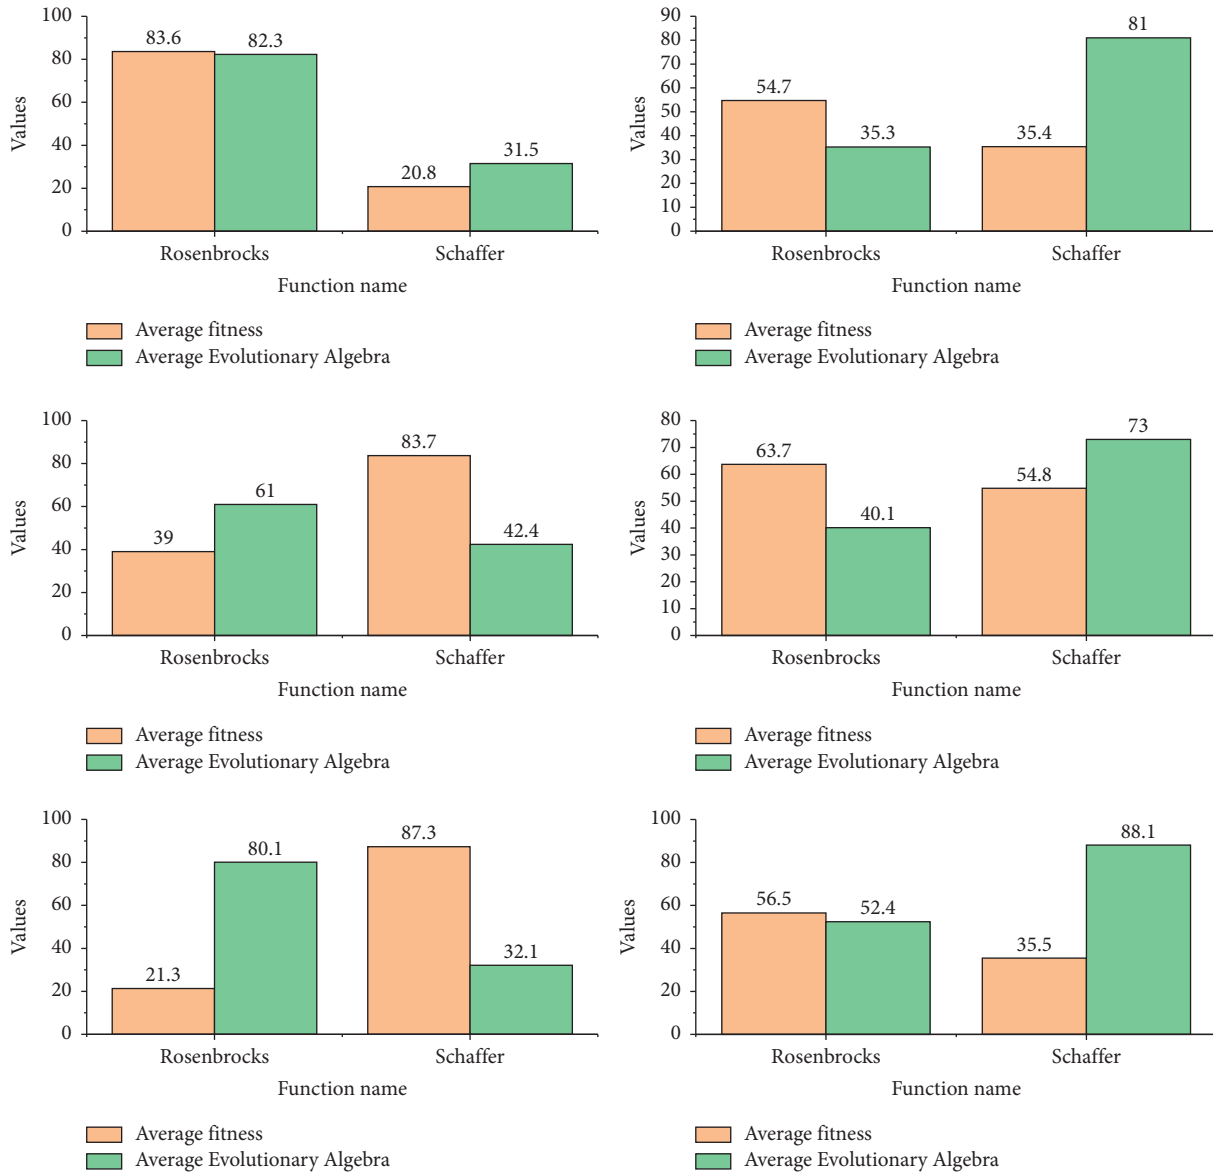 100
80
60
40
20
0
Values
83.6
82.3
20.8
31.5
Rosenbrocks
Schaffer
Function name
Average fitness
Average Evolutionary Algebra
90
80
70
60
50
40
30
20
10
0
Values
54.7
35.3
35.4
81
Rosenbrocks
Schaffer
Function name
Average fitness
Average Evolutionary Algebra
100
80
60
40
20
0
Values
39
61
83.7
42.4
Rosenbrocks
Schaffer
Function name
Average fitness
Average Evolutionary Algebra
80
70
60
50
40
30
20
10
0
Values
63.7
40.1
54.8
73
Rosenbrocks
Schaffer
Function name
Average fitness
Average Evolutionary Algebra
100
80
60
40
20
0
Values
21.3
80.1
87.3
32.1
Rosenbrocks
Schaffer
Function name
Average fitness
Average Evolutionary Algebra
100
80
60
40
20
0
Values
56.5
52.4
35.5
88.1
Rosenbrocks
Schaffer
Function name
Average fitness
Average Evolutionary Algebra